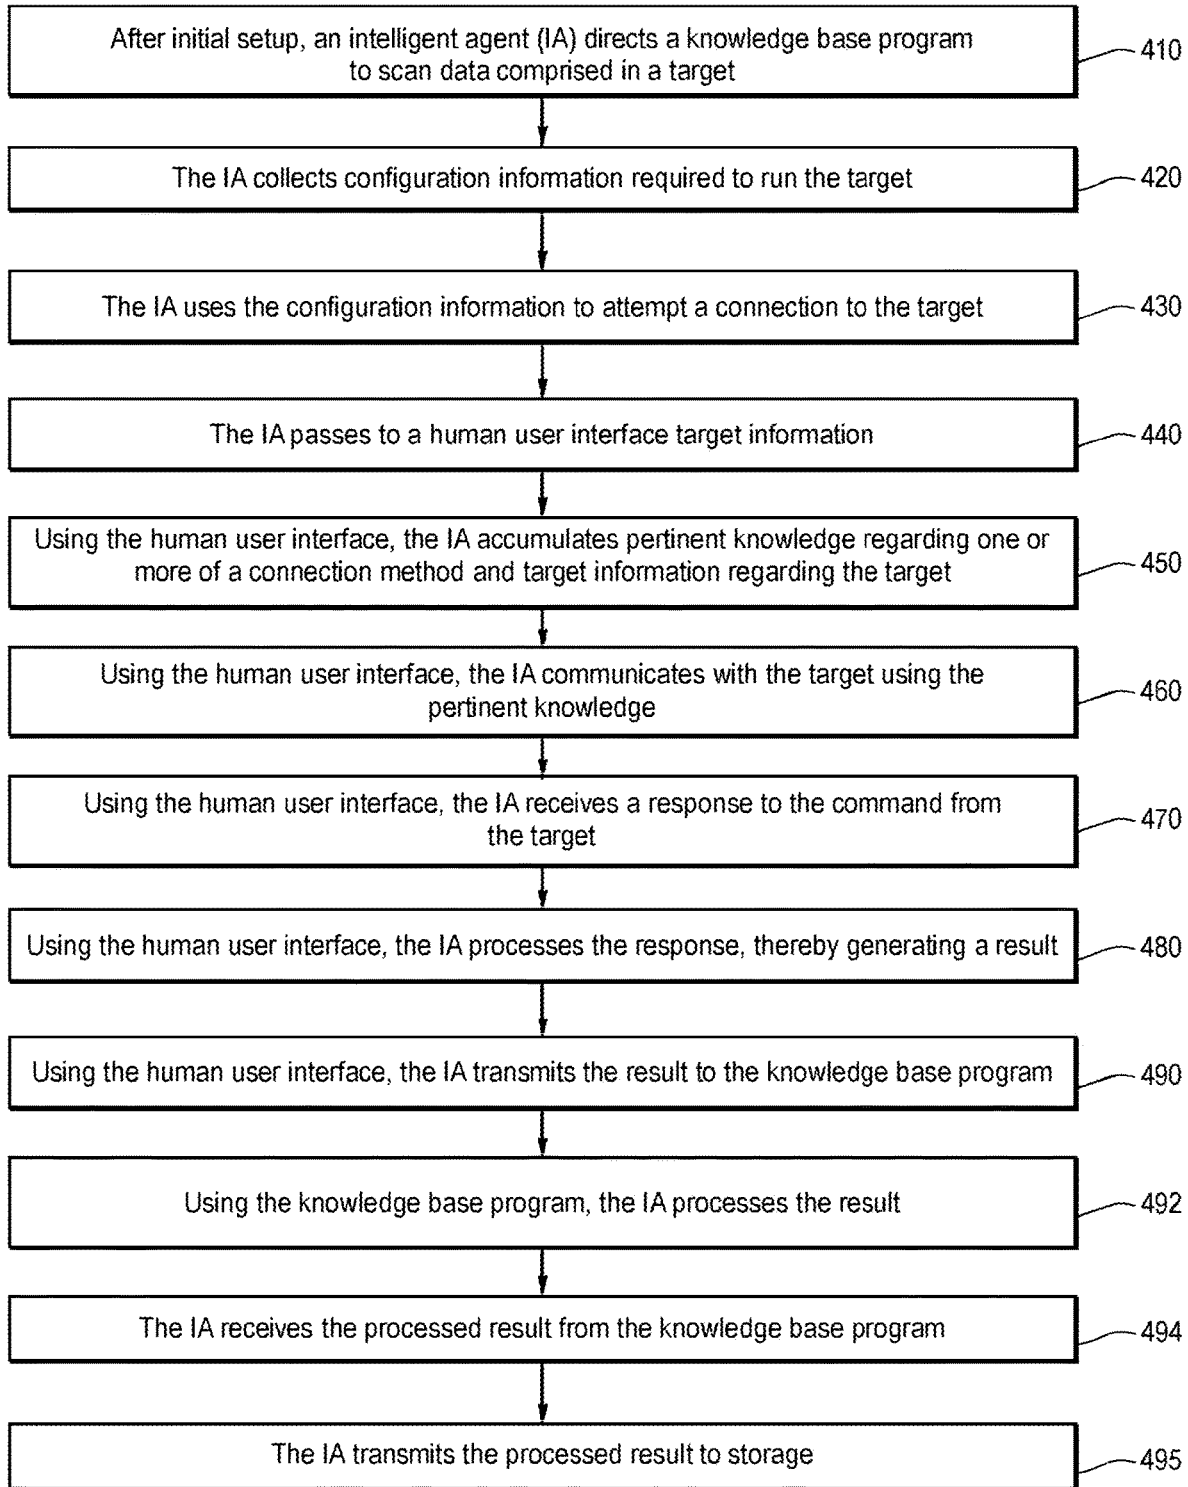 After initial setup, an intelligent agent (IA) directs a knowledge base program
to scan data comprised in a target
410
The IA collects configuration information required to run the target
420
The IA uses the configuration information to attempt a connection to the target
430
The IA passes to a human user interface target information
440
Using the human user interface, the IA accumulates pertinent knowledge regarding one or
more of a connection method and target information regarding the target
450
Using the human user interface, the IA communicates with the target using the
pertinent knowledge
460
Using the human user interface, the IA receives a response to the command from
the target
470
Using the human user interface, the IA processes the response, thereby generating a result
480
Using the human user interface, the IA transmits the result to the knowledge base program
490
Using the knowledge base program, the IA processes the result
492
The IA receives the processed result from the knowledge base program
494
The IA transmits the processed result to storage
495